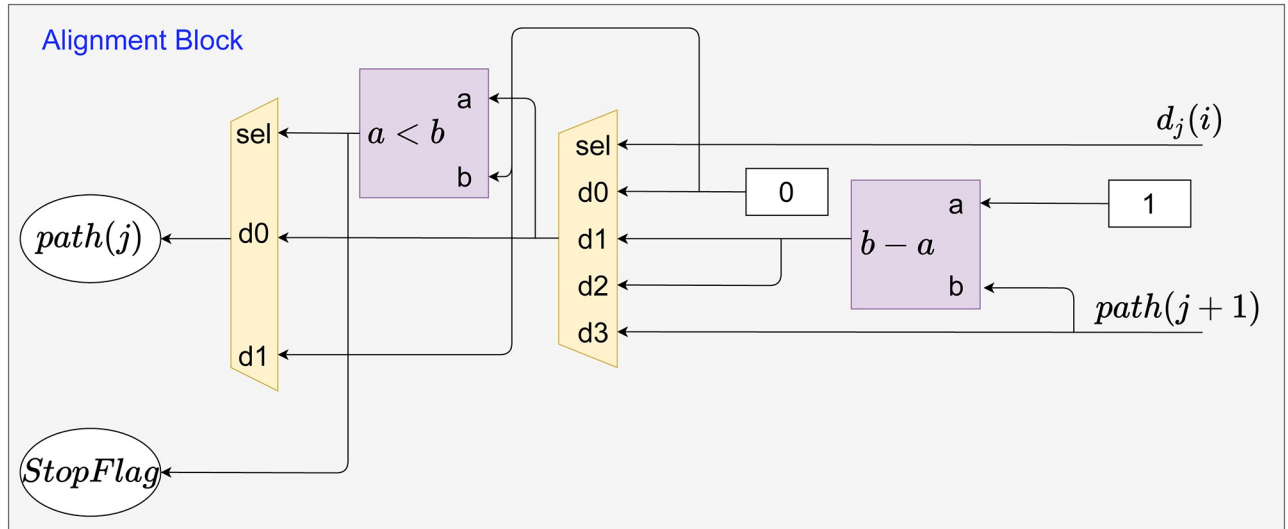 Alignment Block
sel
d0
d1
path(j)
StopFlag
a < b
a
b
sel
d0
d1
d2
d3
0
b − a
a
b
1
d_j(i)
path(j + 1)